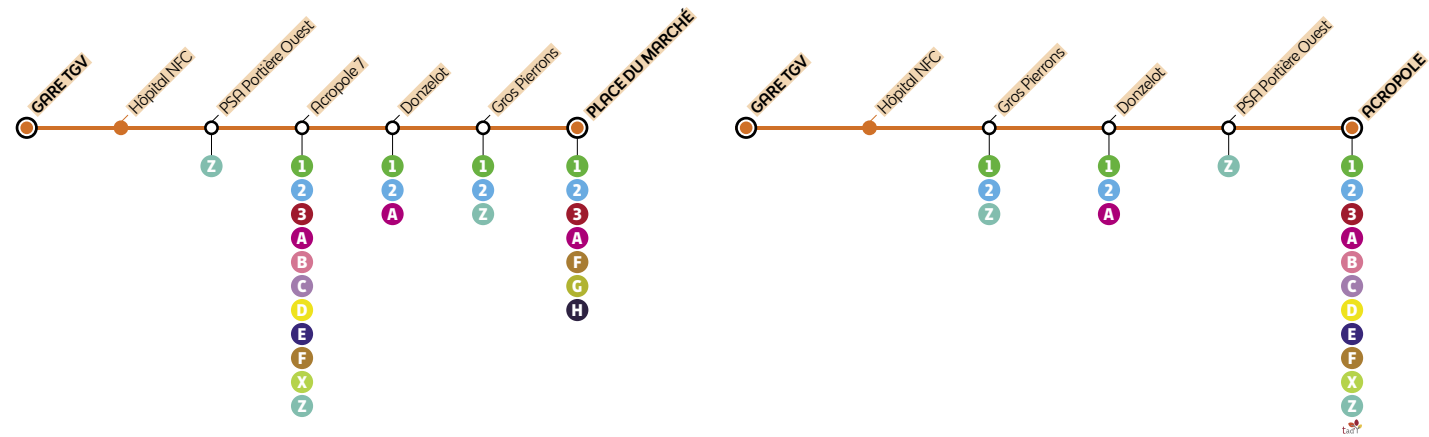 GARE TGV
Hôpital NFC
PSA Portière Ouest
Acropole 7
Donzelot
Gros Pierrons
PLACE DU MARCHÉ
Z
1
2
3
A
B
C
D
E
F
X
Z
1
2
A
1
2
Z
1
2
3
A
F
G
H
GARE TGV
Hôpital NFC
Gros Pierrons
Donzelot
PSA Portière Ouest
ACROPOLE
1
2
Z
1
2
A
Z
1
2
3
A
B
C
D
E
F
X
Z
tad'i